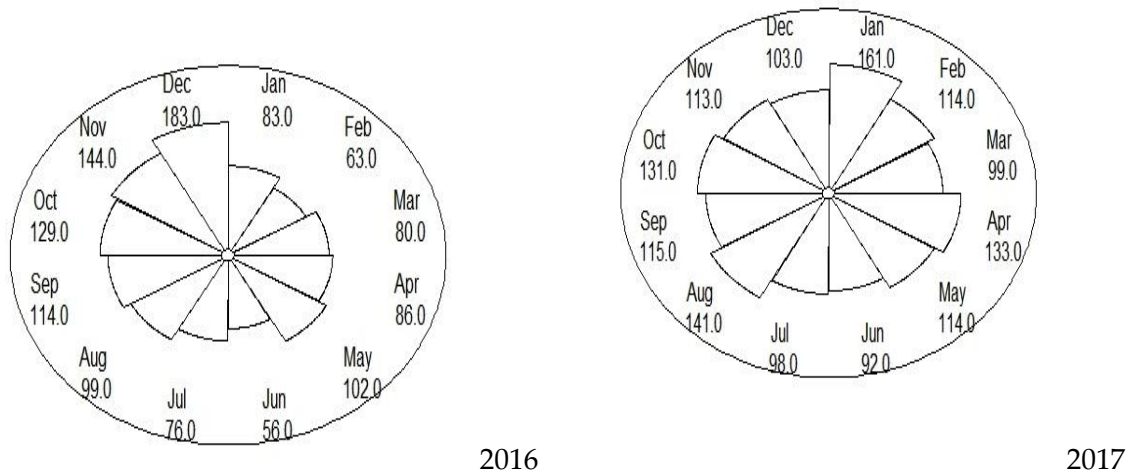 Dec
183.0
Jan
83.0
Feb
63.0
Mar
80.0
Apr
86.0
May
102.0
Jun
56.0
Jul
76.0
Aug
99.0
Sep
114.0
Oct
129.0
Nov
144.0
2016
Dec
103.0
Jan
161.0
Feb
114.0
Mar
99.0
Apr
133.0
May
114.0
Jun
92.0
Jul
98.0
Aug
141.0
Sep
115.0
Oct
131.0
Nov
113.0
2017